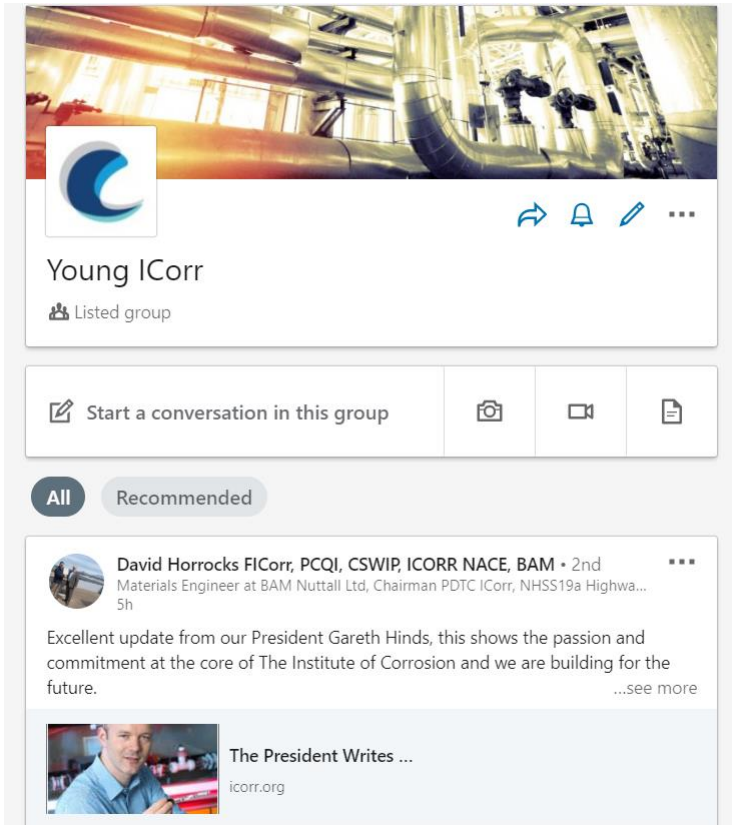 Young ICorr
Listed group
Start a conversation in this group
All
Recommended
David Horrocks FICorr, PCQI, CSWIP, ICORR NACE, BAM • 2nd
Materials Engineer at BAM Nuttall Ltd, Chairman PDTC ICorr, NHSS19a Highwa...
5h
Excellent update from our President Gareth Hinds, this shows the passion and
commitment at the core of The Institute of Corrosion and we are building for the
future.
...see more
The President Writes ...
icorr.org